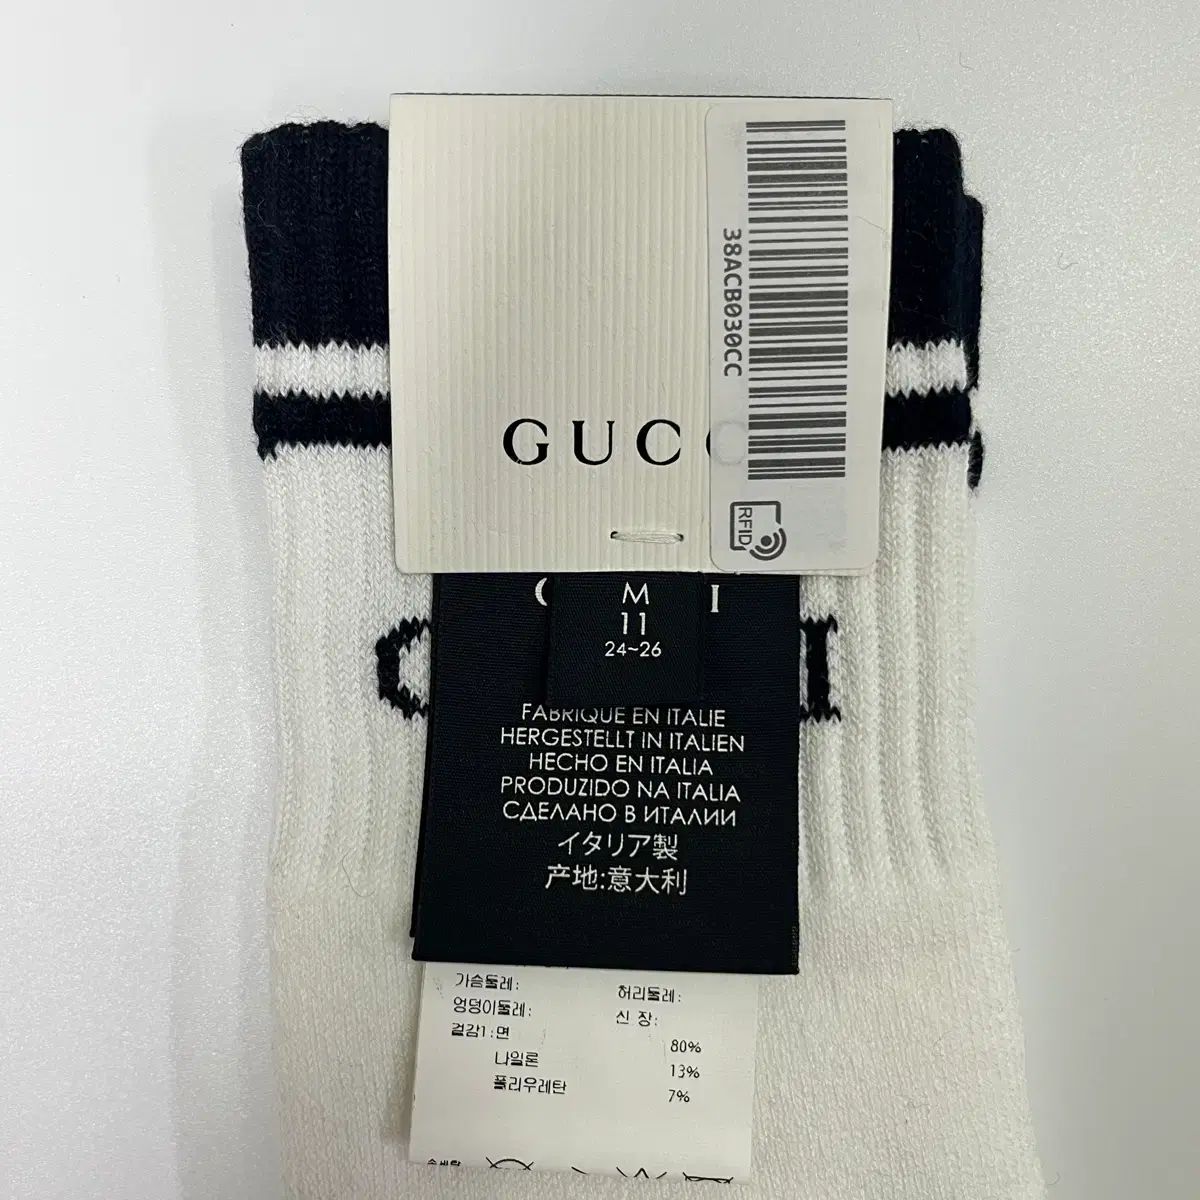 38ACB030CC
GUCC
RFID
M
11
24~26
FABRIQUE EN ITALIE
HERGESTELLT IN ITALIEN
HECHO EN ITALIA
PRODUZIDO NA ITALIA
СДЕЛАНО В ИТАЛИИ
イタリア製
产地:意大利
가슴둘레: 허리둘레:
엉덩이둘레: 신 장:
겉감1:면 80%
나일론 13%
폴리우레탄 7%